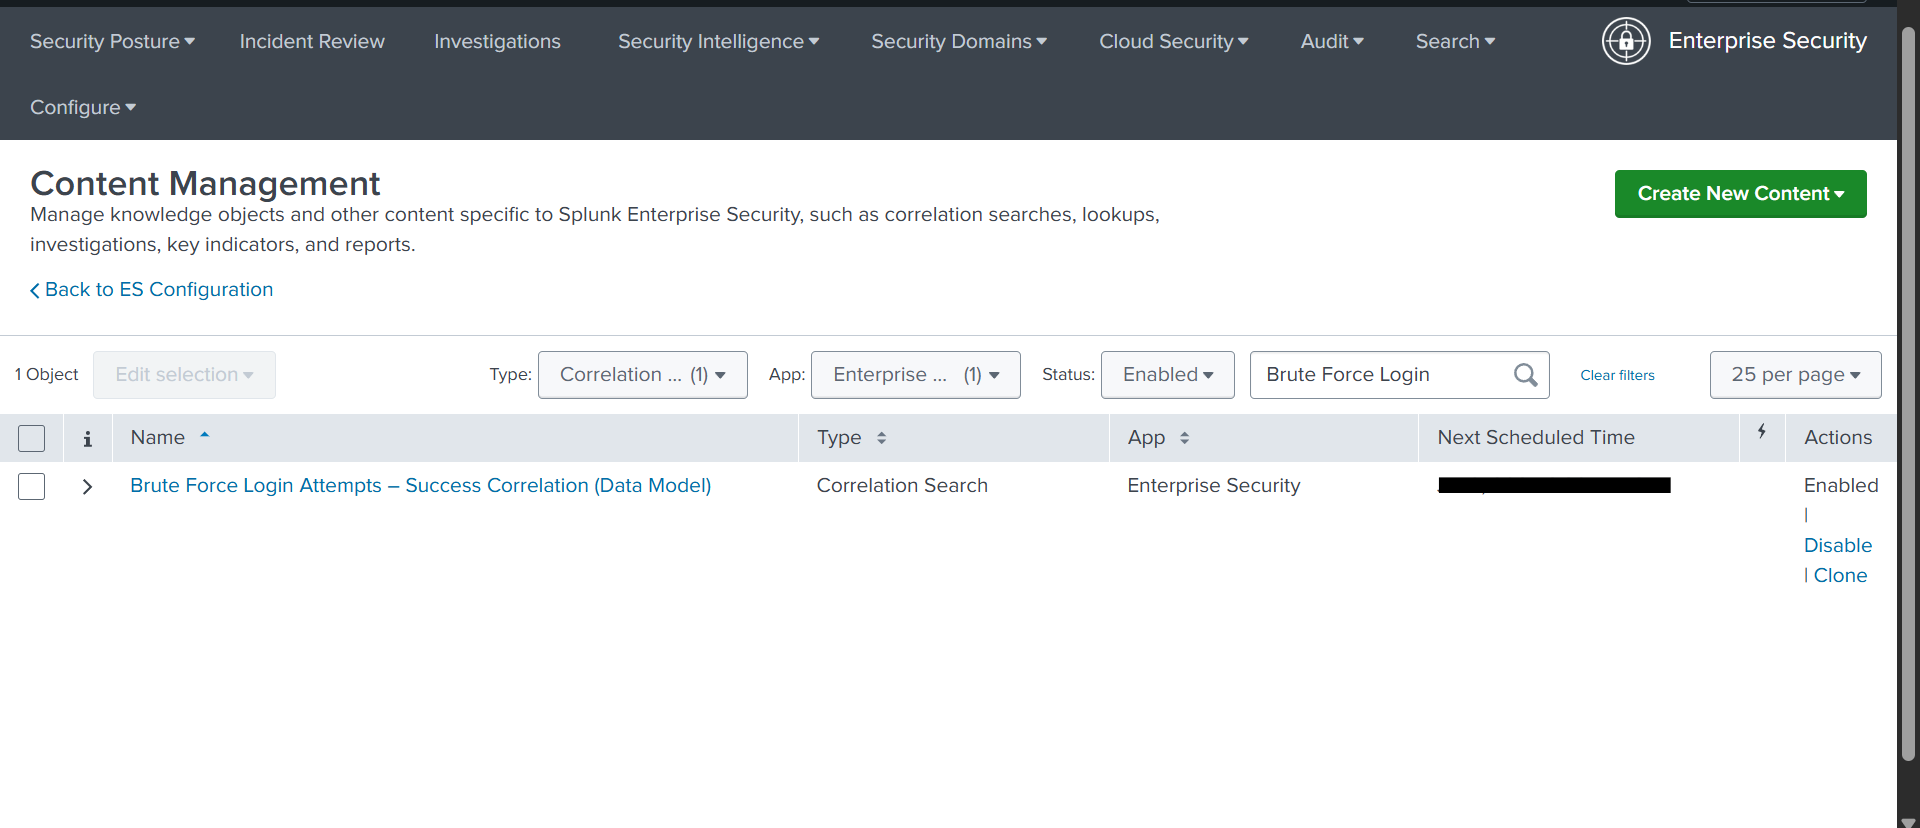 Security Posture
Incident Review
Investigations
Security Intelligence
Security Domains
Cloud Security
Audit
Search
Enterprise Security
Configure
Content Management
Manage knowledge objects and other content specific to Splunk Enterprise Security, such as correlation searches, lookups,
investigations, key indicators, and reports.
Create New Content
Back to ES Configuration
1 Object
Edit selection
Type:
Correlation ... (1)
App:
Enterprise ... (1)
Status:
Enabled
Brute Force Login
Clear filters
25 per page
i
Name
Type
App
Next Scheduled Time
Actions
Brute Force Login Attempts – Success Correlation (Data Model)
Correlation Search
Enterprise Security
Enabled
|
Disable
| Clone